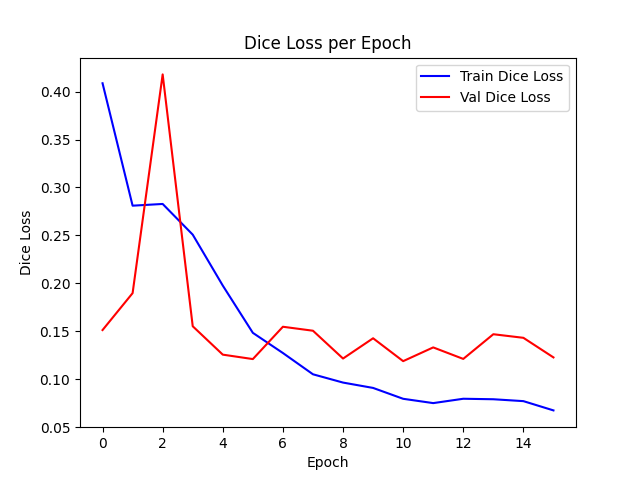 Dice Loss per Epoch
Train Dice Loss
Val Dice Loss
Dice Loss
0.40
0.35
0.30
0.25
0.20
0.15
0.10
0.05
0 2 4 6 8 10 12 14
Epoch